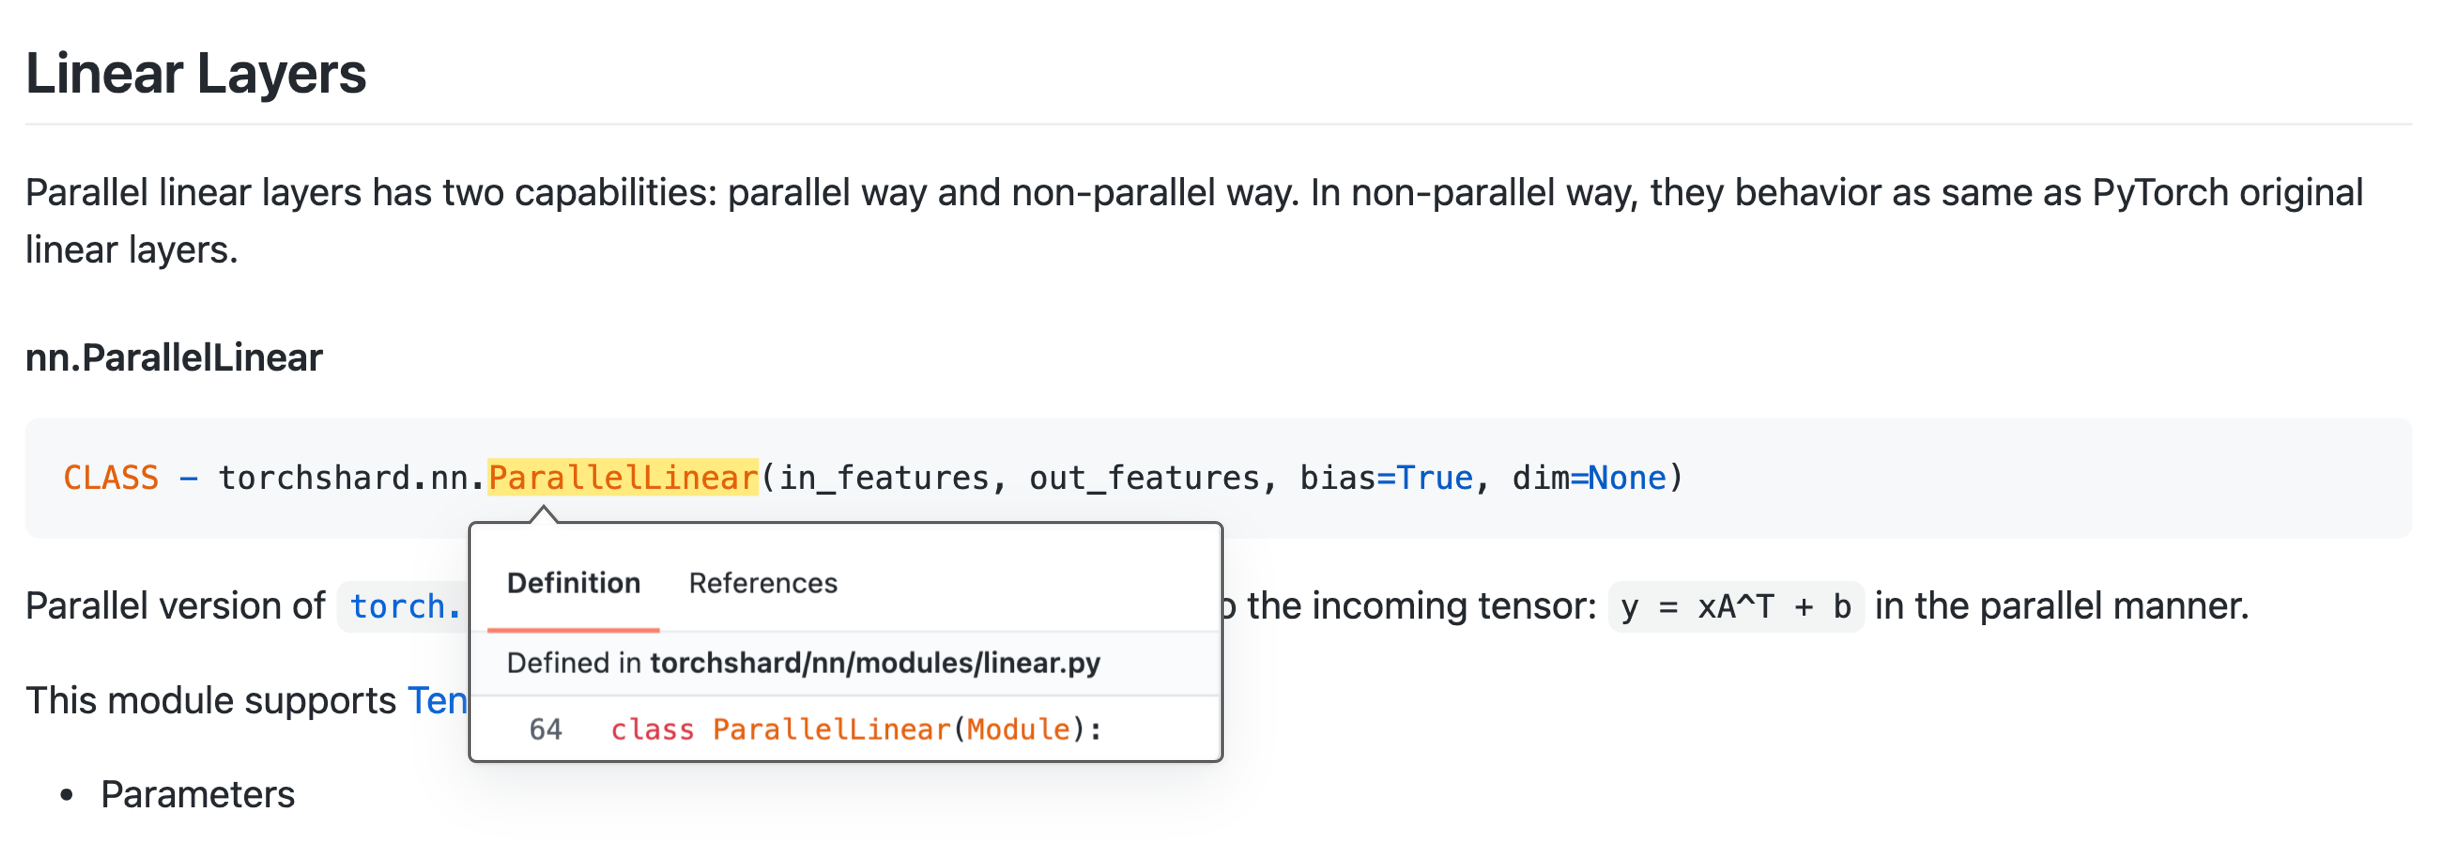 Linear Layers
Parallel linear layers has two capabilities: parallel way and non-parallel way. In non-parallel way, they behavior as same as PyTorch original
linear layers.
nn.ParallelLinear
CLASS – torchshard.nn.ParallelLinear(in_features, out_features, bias=True, dim=None)
Definition References
Parallel version of torch. the incoming tensor: y = xA^T + b in the parallel manner.
Defined in torchshard/nn/modules/linear.py
This module supports
64 class ParallelLinear(Module):
• Parameters